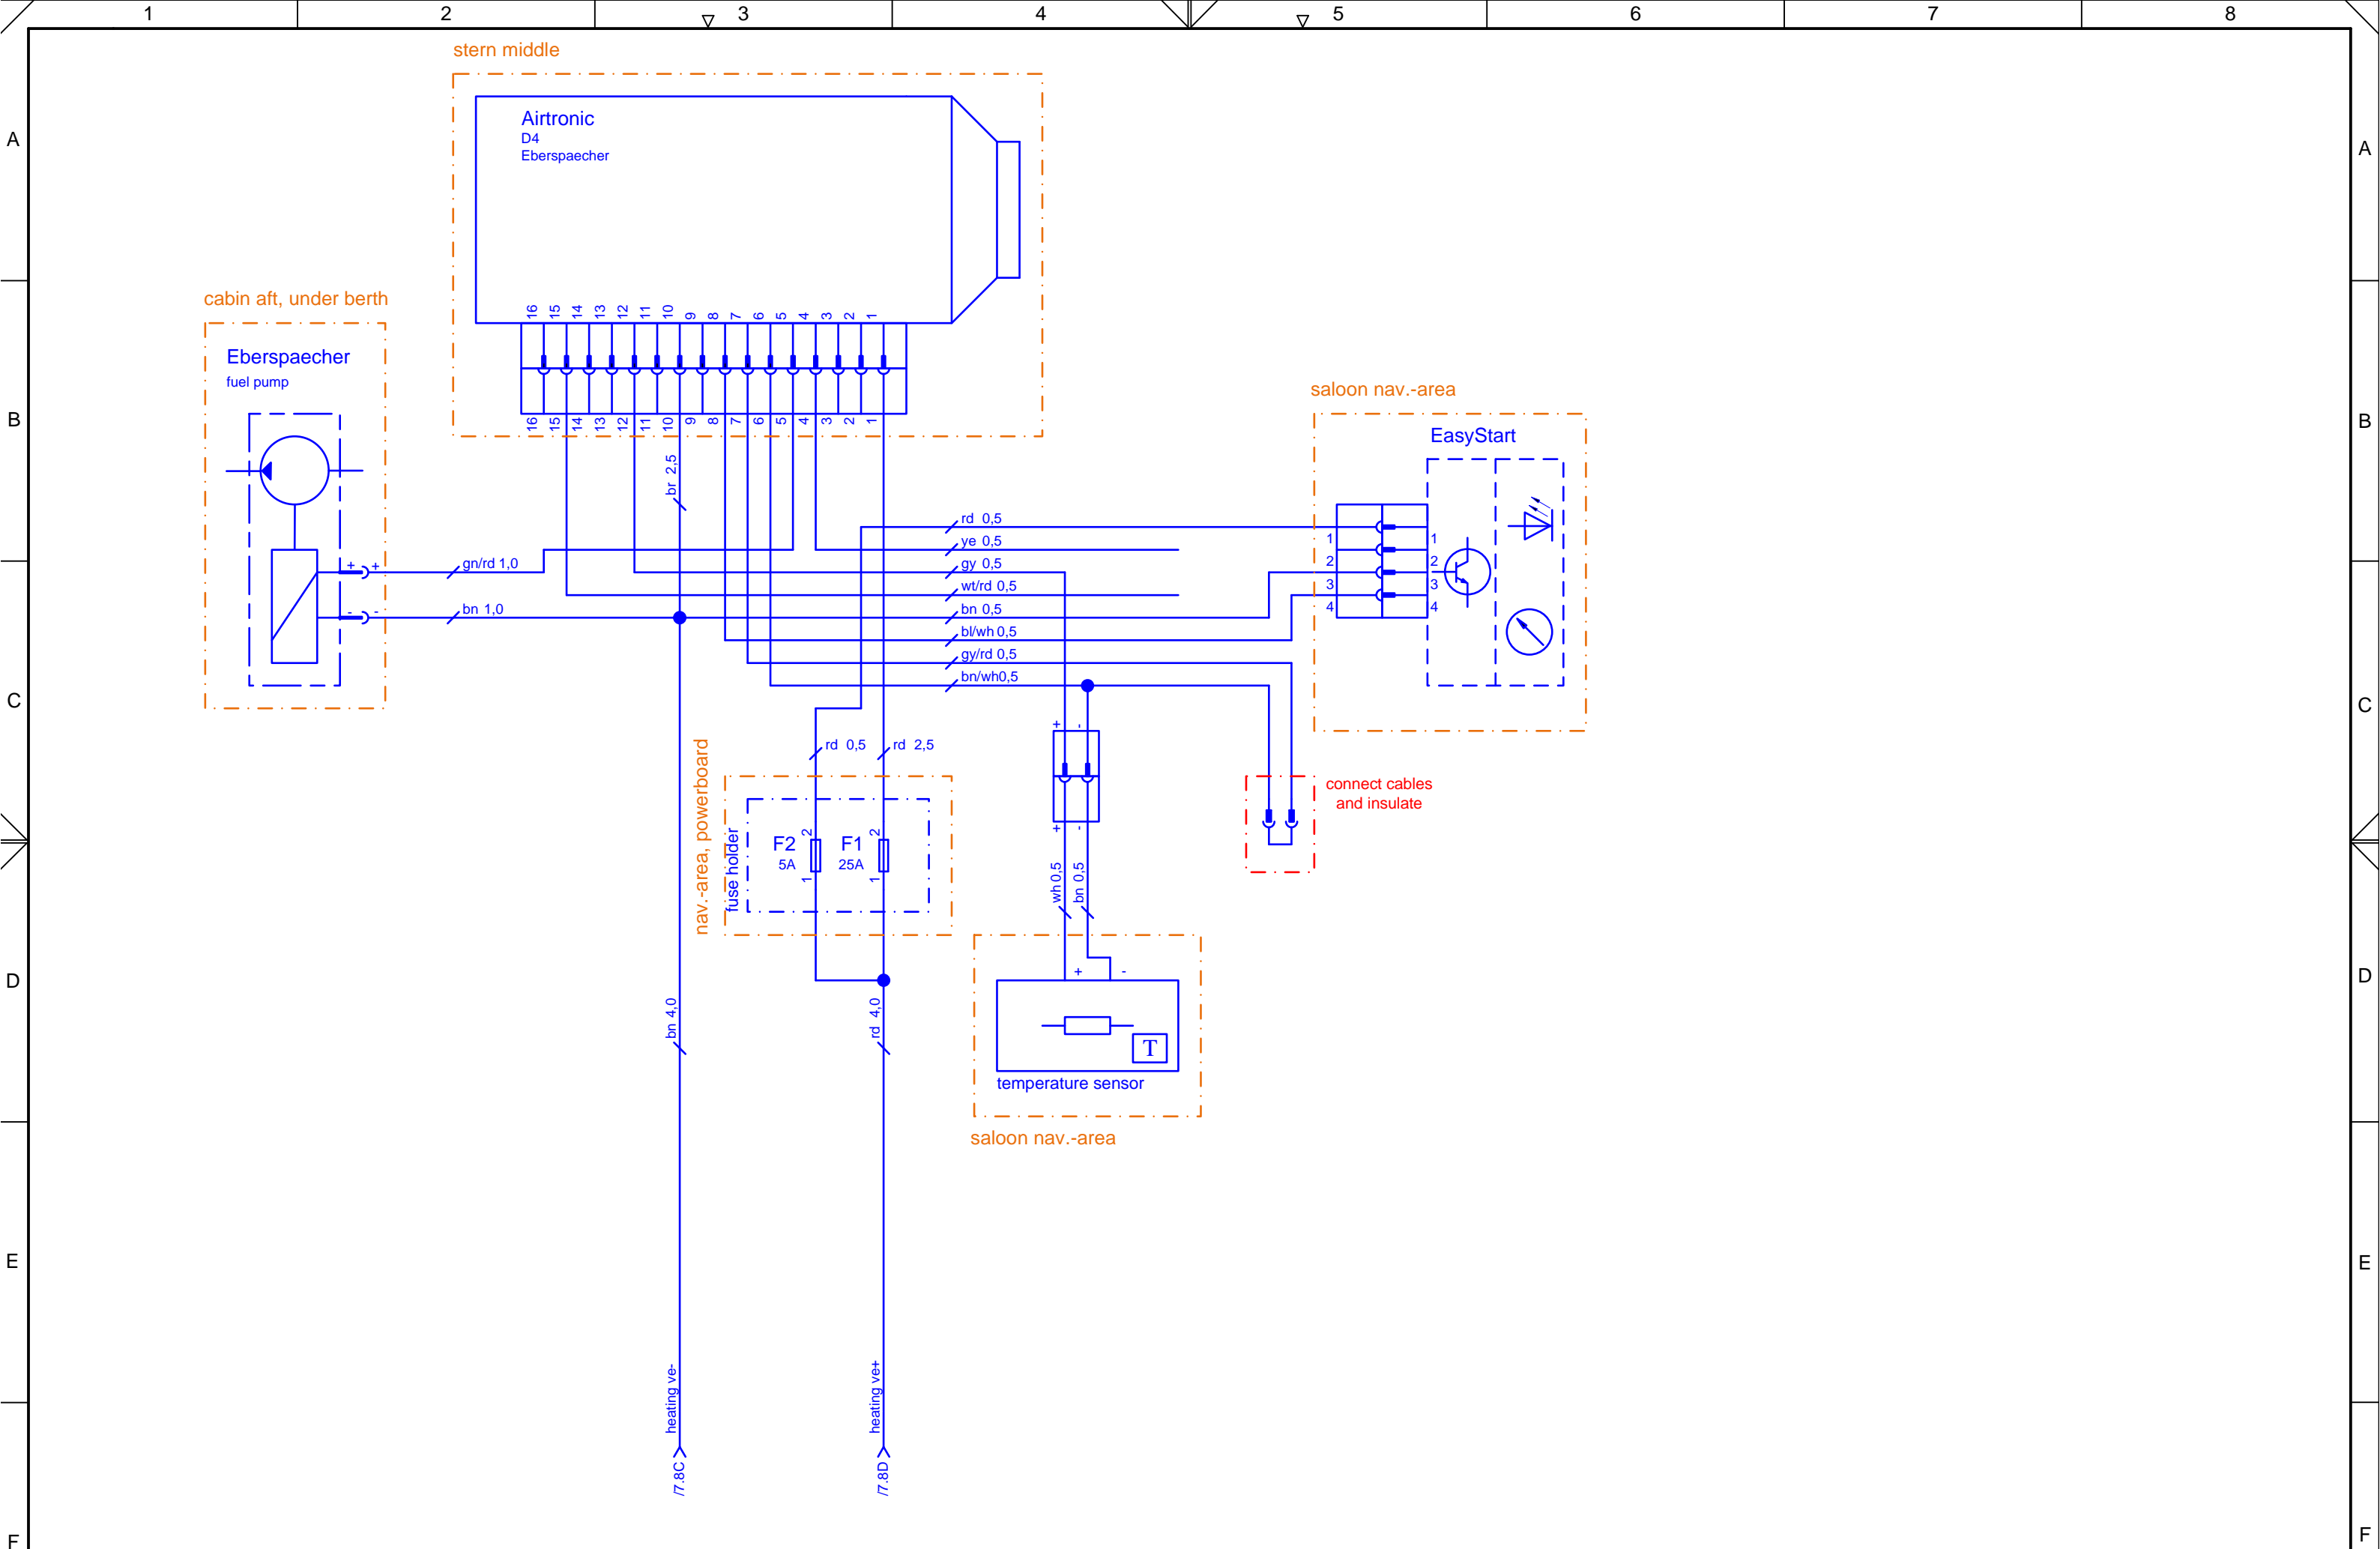 1 2 3 4 5 6 7 8
stern middle
A A
Airtronic
D4
Eberspaecher
cabin aft, under berth
16 15 14 13 12 11 10 9 8 7 6 5 4 3 2 1
Eberspaecher
fuel pump
saloon nav.-area
B B
16 15 14 13 12 11 10 9 8 7 6 5 4 3 2 1
EasyStart
br 2,5
rd 0,5
1 1
ye 0,5
+ + gn/rd 1,0
gy 0,5
2 2
wt/rd 0,5
3 3
- - bn 1,0
bn 0,5
4 4
bl/wh 0,5
gy/rd 0,5
bn/wh0,5
C C
+ -
rd 0,5 rd 2,5
nav.-area, powerboard
connect cables
and insulate
fuse holder
2 2
+ -
F2 F1
5A 25A
1 1
wh 0,5 bn 0,5
+ -
D D
bn 4,0 rd 4,0
T
temperature sensor
saloon nav.-area
E E
heating ve- heating ve+
/7.8C /7.8D
F F